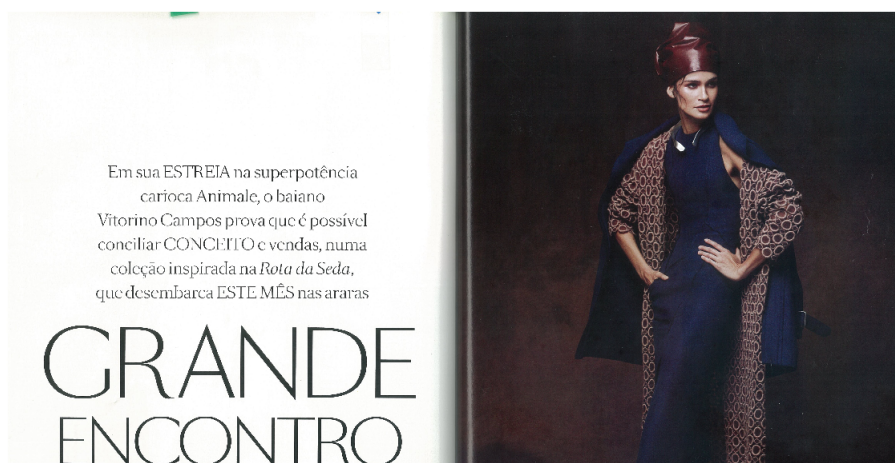 Em sua ESTREIA na superpotência
carioca Animale, o baiano
Vitorino Campos prova que é possível
conciliar CONCEITO e vendas, numa
coleção inspirada na Rota da Seda,
que desembarca ESTE MÊS nas araras
GRANDE
ENCONTRO